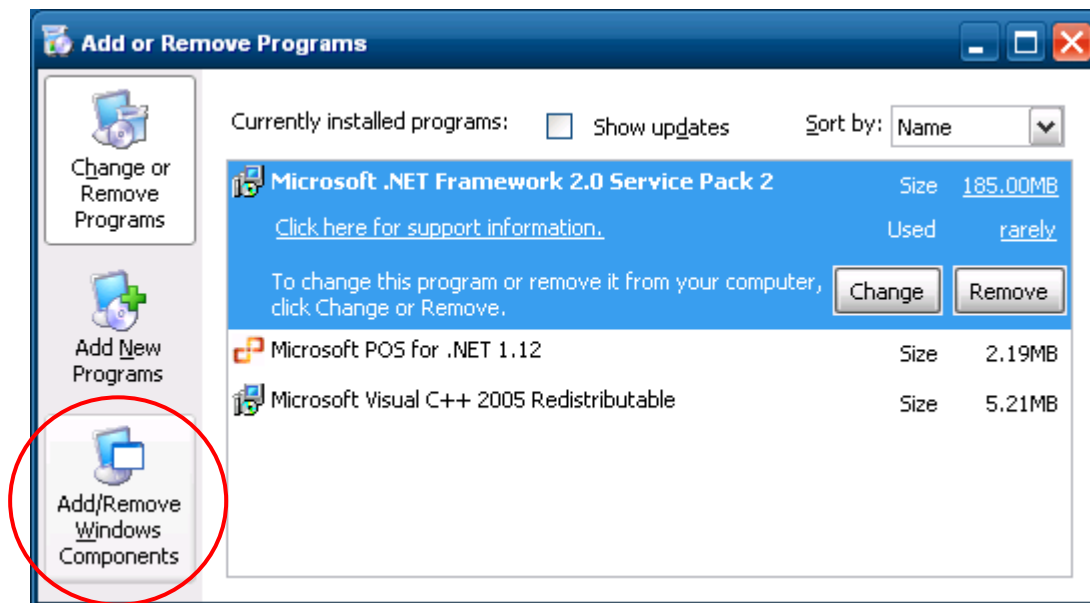 Add or Remove Programs
Change or
Remove
Programs
Add New
Programs
Add/Remove
Windows
Components
Currently installed programs: Show updates Sort by: Name
Microsoft .NET Framework 2.0 Service Pack 2 Size 185.00MB
Click here for support information. Used rarely
To change this program or remove it from your computer,
click Change or Remove.
Change Remove
Microsoft POS for .NET 1.12 Size 2.19MB
Microsoft Visual C++ 2005 Redistributable Size 5.21MB